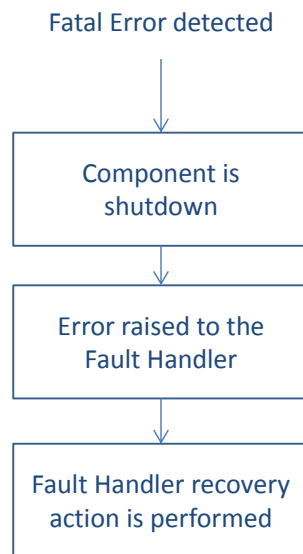 Fatal Error detected
Component is
shutdown
Error raised to the
Fault Handler
Fault Handler recovery
action is performed